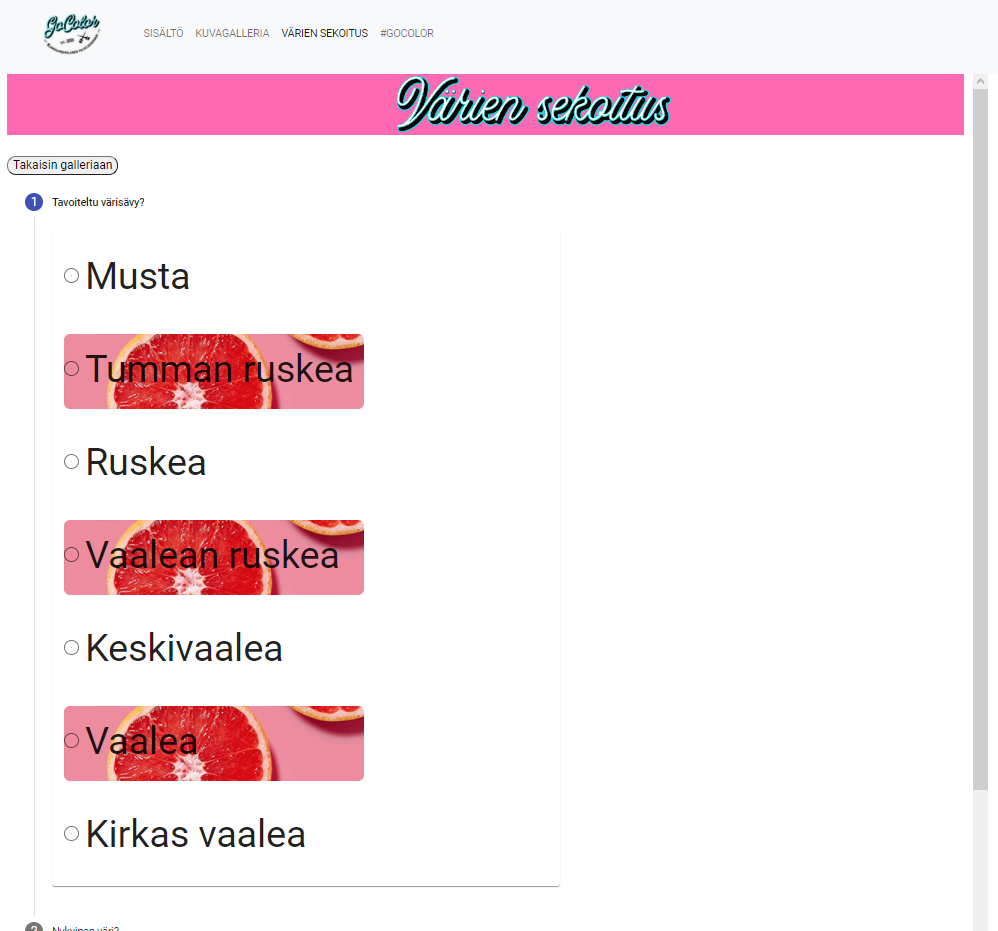 GoColor
SISÄLTÖ KUVAGALLERIA VÄRIEN SEKOITUS #GOCOLOR
Värien sekoitus
Takaisin galleriaan
1 Tavoiteltu värisävy?
Musta
Tumman ruskea
Ruskea
Vaalean ruskea
Keskivaalea
Vaalea
Kirkas vaalea
2 Nykyinen väri?